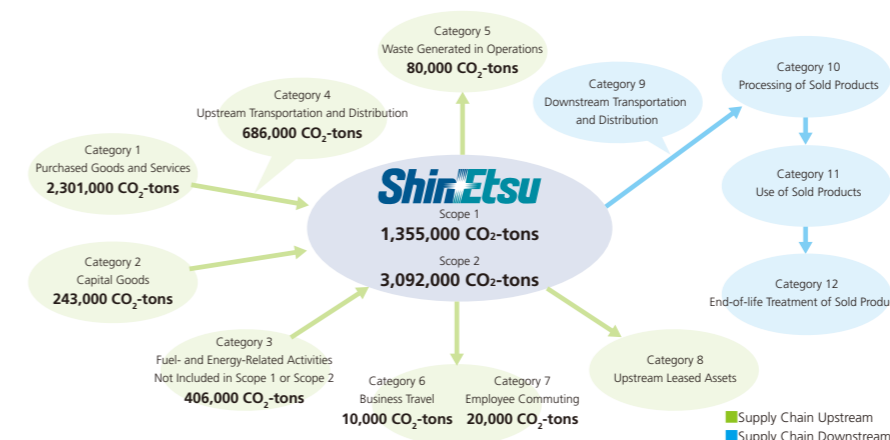 Category 5
Waste Generated in Operations
80,000 CO2-tons
Category 4
Upstream Transportation and Distribution
686,000 CO2-tons
Category 9
Downstream Transportation
and Distribution
Category 10
Processing of Sold Products
Category 1
Purchased Goods and Services
2,301,000 CO2-tons
Category 11
Use of Sold Products
ShinEtsu
Scope 1
1,355,000 CO2-tons
Scope 2
3,092,000 CO2-tons
Category 2
Capital Goods
243,000 CO2-tons
Category 12
End-of-life Treatment of Sold Produ
Category 3
Fuel- and Energy-Related Activities
Not Included in Scope 1 or Scope 2
406,000 CO2-tons
Category 6
Business Travel
10,000 CO2-tons
Category 7
Employee Commuting
20,000 CO2-tons
Category 8
Upstream Leased Assets
Supply Chain Upstream
Supply Chain Downstream